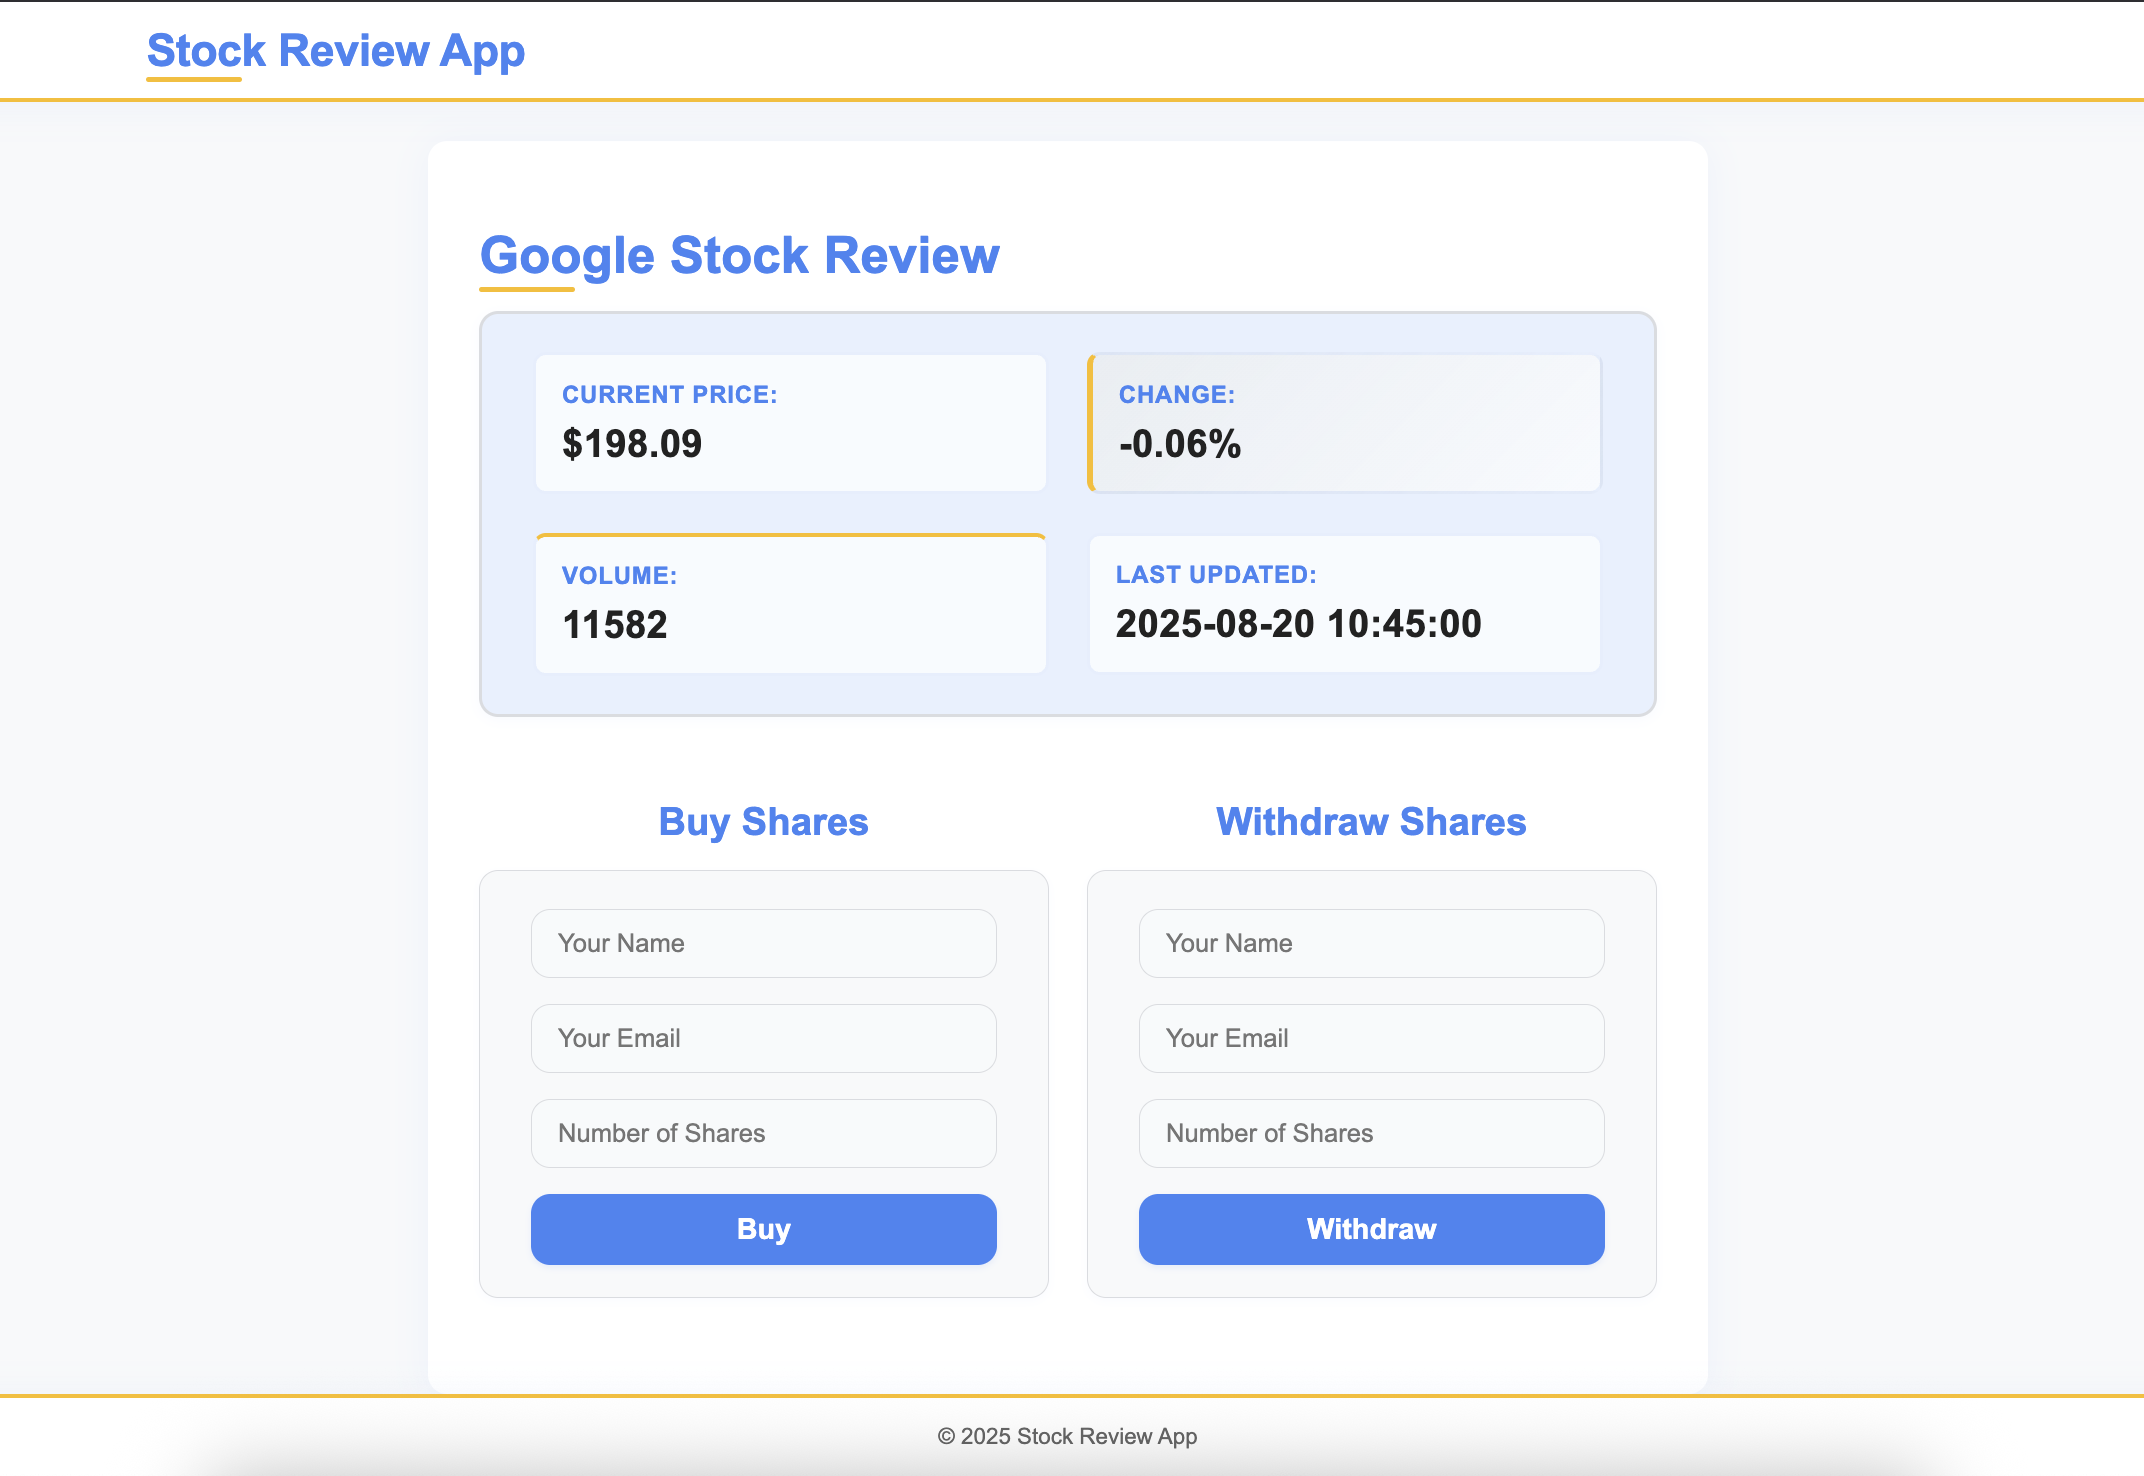 Stock Review App
Google Stock Review
CURRENT PRICE:
$198.09
CHANGE:
-0.06%
VOLUME:
11582
LAST UPDATED:
2025-08-20 10:45:00
Buy Shares
Your Name
Your Email
Number of Shares
Buy
Withdraw Shares
Your Name
Your Email
Number of Shares
Withdraw
© 2025 Stock Review App